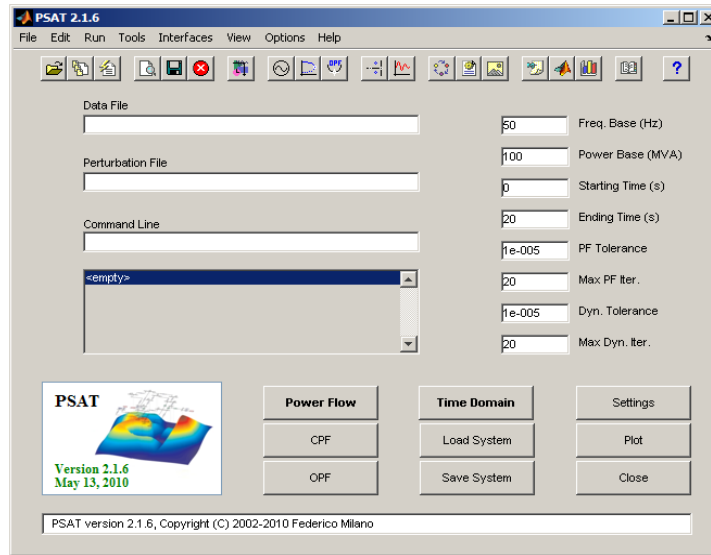 PSAT 2.1.6
File Edit Run Tools Interfaces View Options Help
OPF
?
Data File
Perturbation File
Command Line
<empty>
50 Freq. Base (Hz)
100 Power Base (MVA)
0 Starting Time (s)
20 Ending Time (s)
1e-005 PF Tolerance
20 Max PF Iter.
1e-005 Dyn. Tolerance
20 Max Dyn. Iter.
PSAT
Version 2.1.6
May 13, 2010
Power Flow Time Domain Settings
CPF Load System Plot
OPF Save System Close
PSAT version 2.1.6, Copyright (C) 2002-2010 Federico Milano